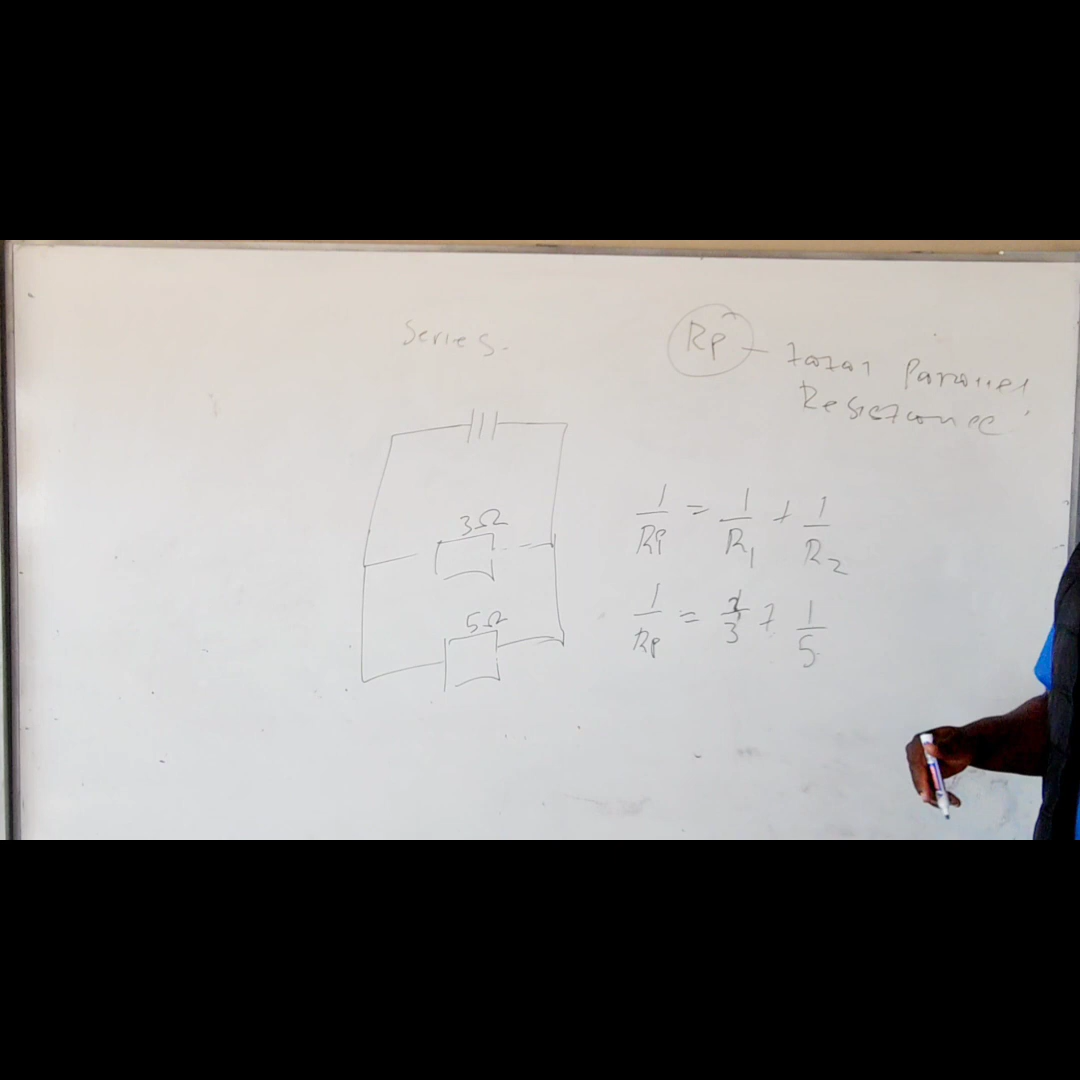 Series.
Rp - total Parallel
Resistance
3Ω
5Ω
1/Rp = 1/R1 + 1/R2
1/Rp = 1/3 + 1/5